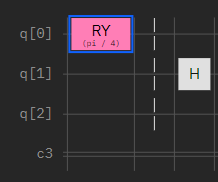 q[0] RY
(pi / 4)
q[1] H
q[2]
c3